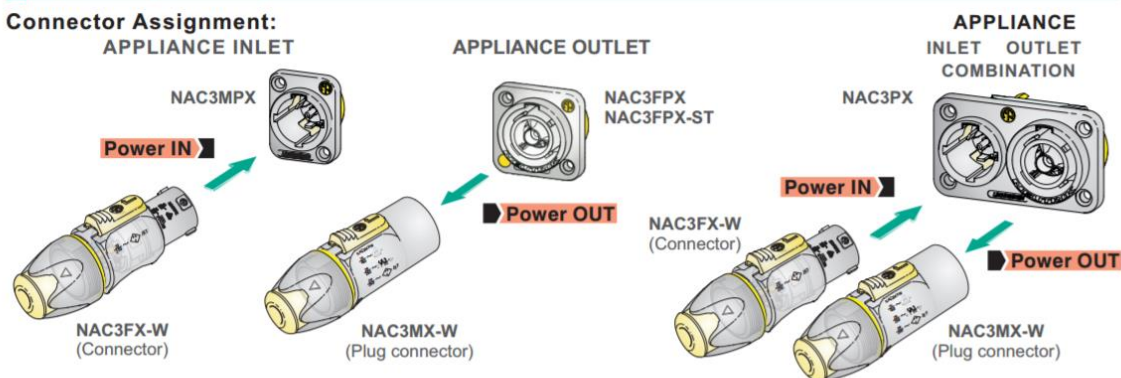 Connector Assignment:
APPLIANCE INLET
NAC3MPX
Power IN
NAC3FX-W
(Connector)
APPLIANCE OUTLET
NAC3FPX
NAC3FPX-ST
Power OUT
NAC3MX-W
(Plug connector)
APPLIANCE
INLET OUTLET
COMBINATION
NAC3PX
Power IN
NAC3FX-W
(Connector)
Power OUT
NAC3MX-W
(Plug connector)